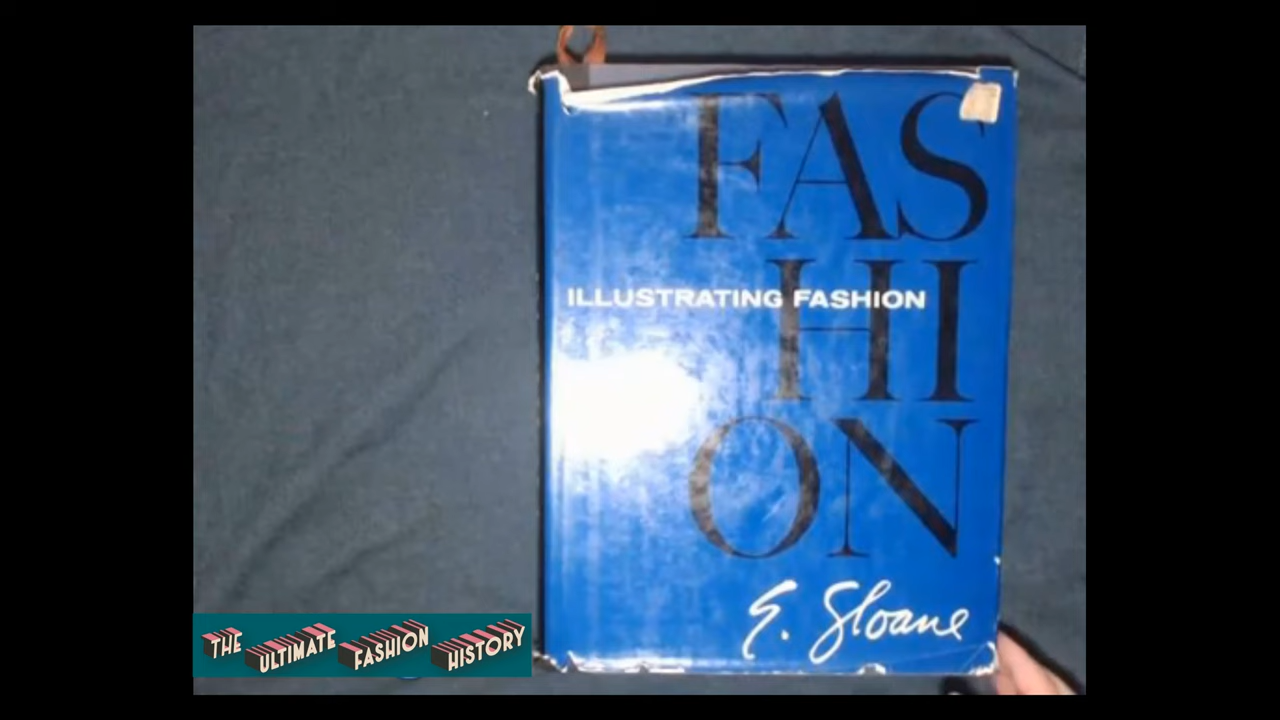 FAS
HI
ILLUSTRATING FASHION
ON
E. Sloane
THE ULTIMATE FASHION HISTORY